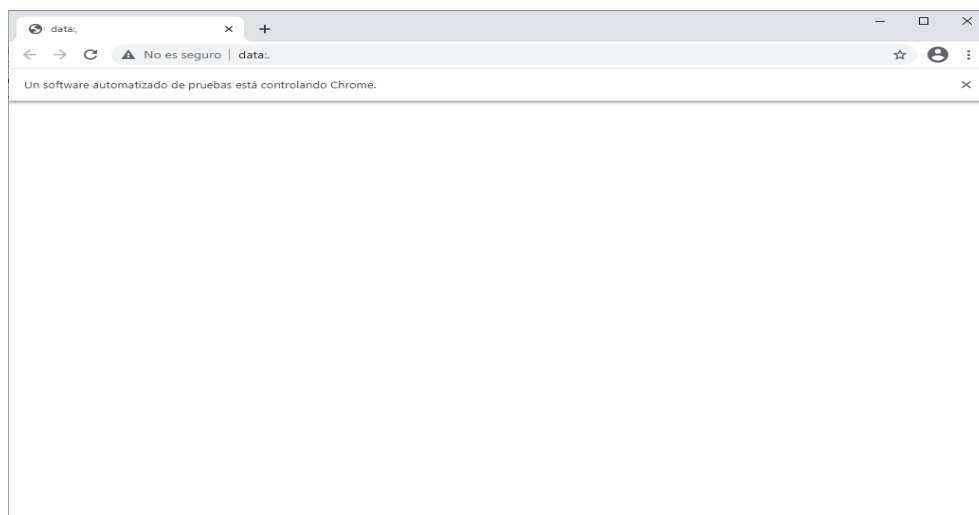 data:,
No es seguro | data:.
Un software automatizado de pruebas está controlando Chrome.